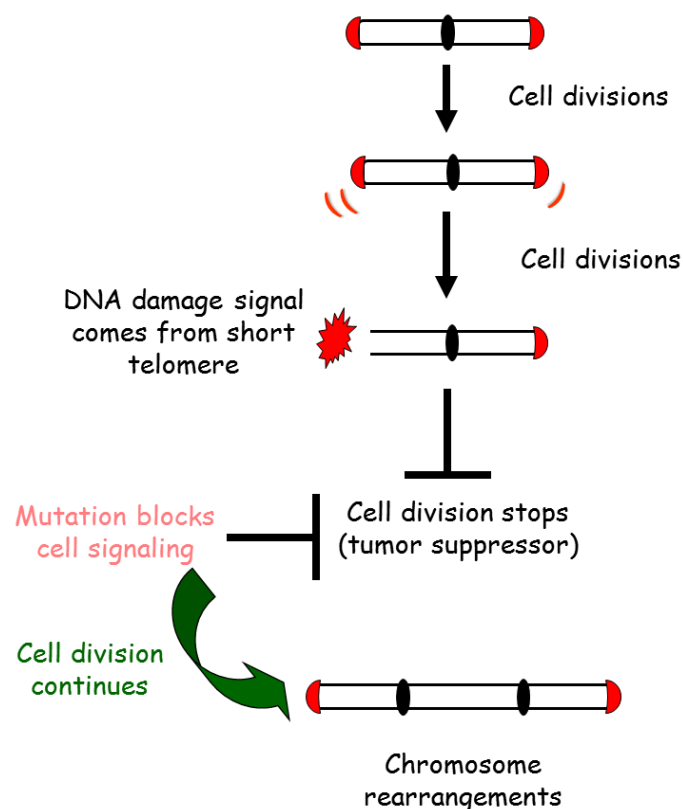 Cell divisions
Cell divisions
DNA damage signal
comes from short
telomere
Mutation blocks
cell signaling
Cell division stops
(tumor suppressor)
Cell division
continues
Chromosome
rearrangements